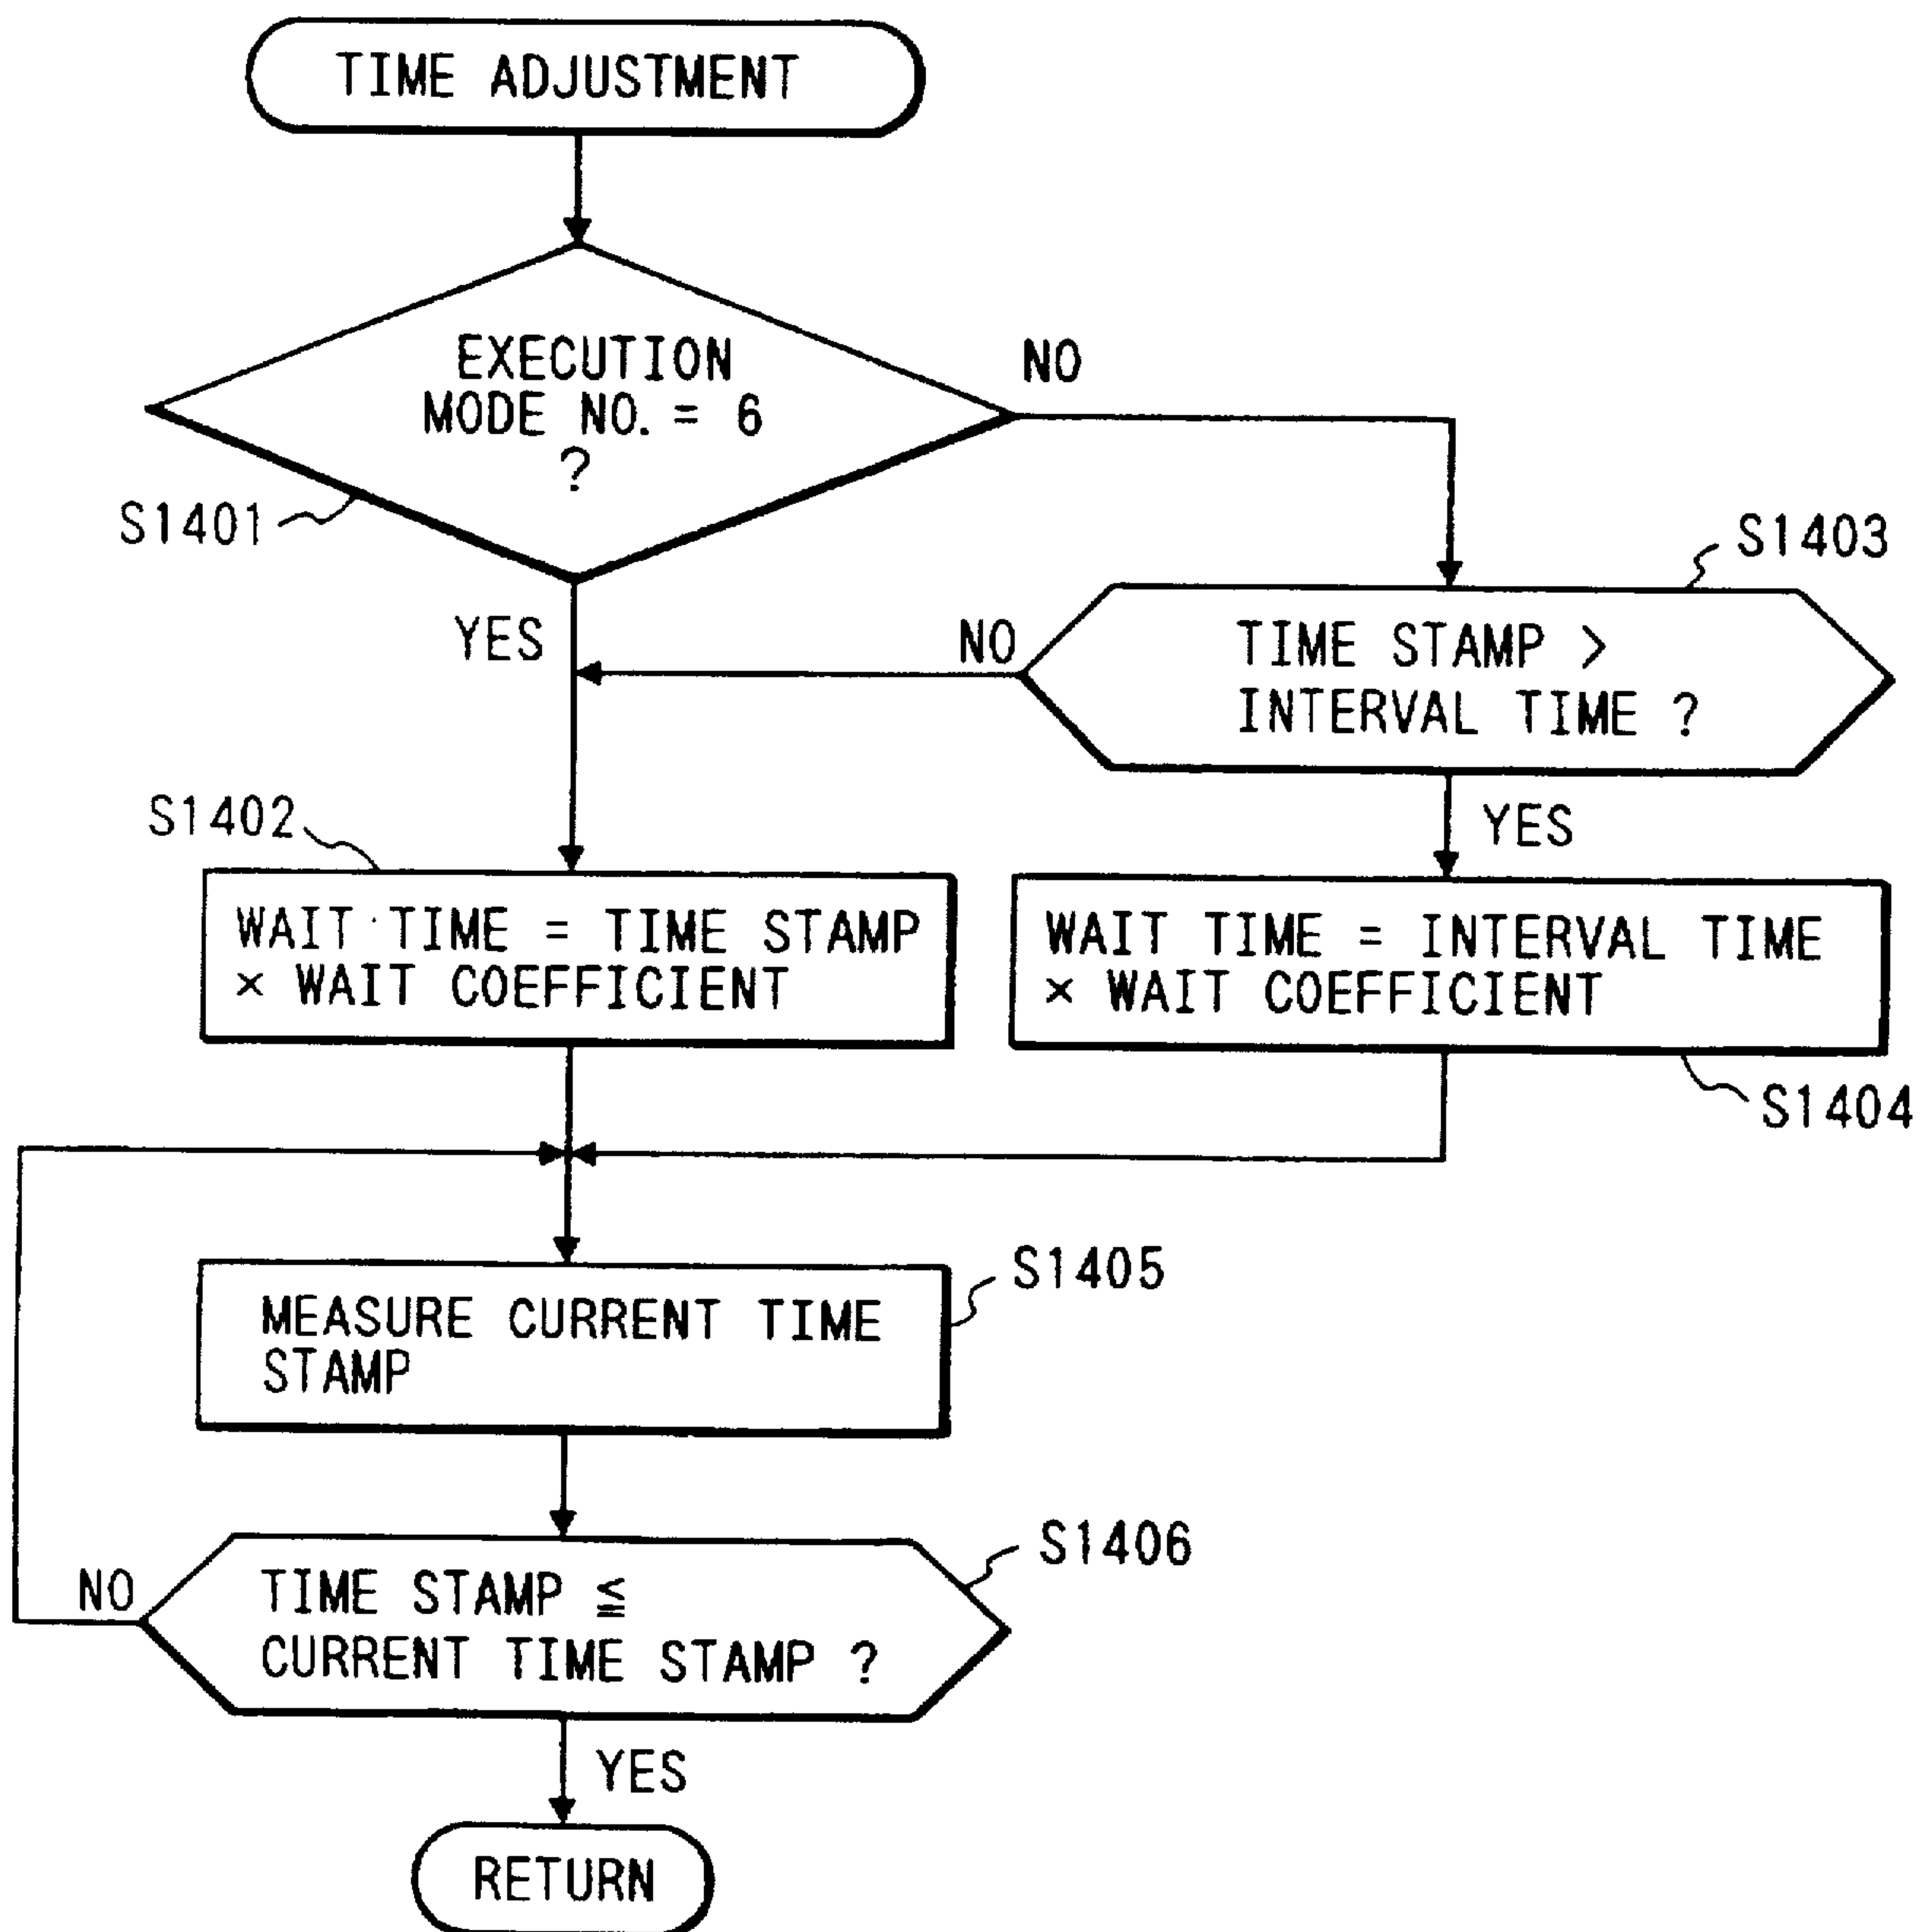 TIME ADJUSTMENT
EXECUTION
MODE NO. = 6
?
NO
S1401
S1403
YES
NO
TIME STAMP >
INTERVAL TIME ?
S1402
YES
WAIT TIME = TIME STAMP
× WAIT COEFFICIENT
WAIT TIME = INTERVAL TIME
× WAIT COEFFICIENT
S1404
S1405
MEASURE CURRENT TIME
STAMP
S1406
NO
TIME STAMP ≦
CURRENT TIME STAMP ?
YES
RETURN